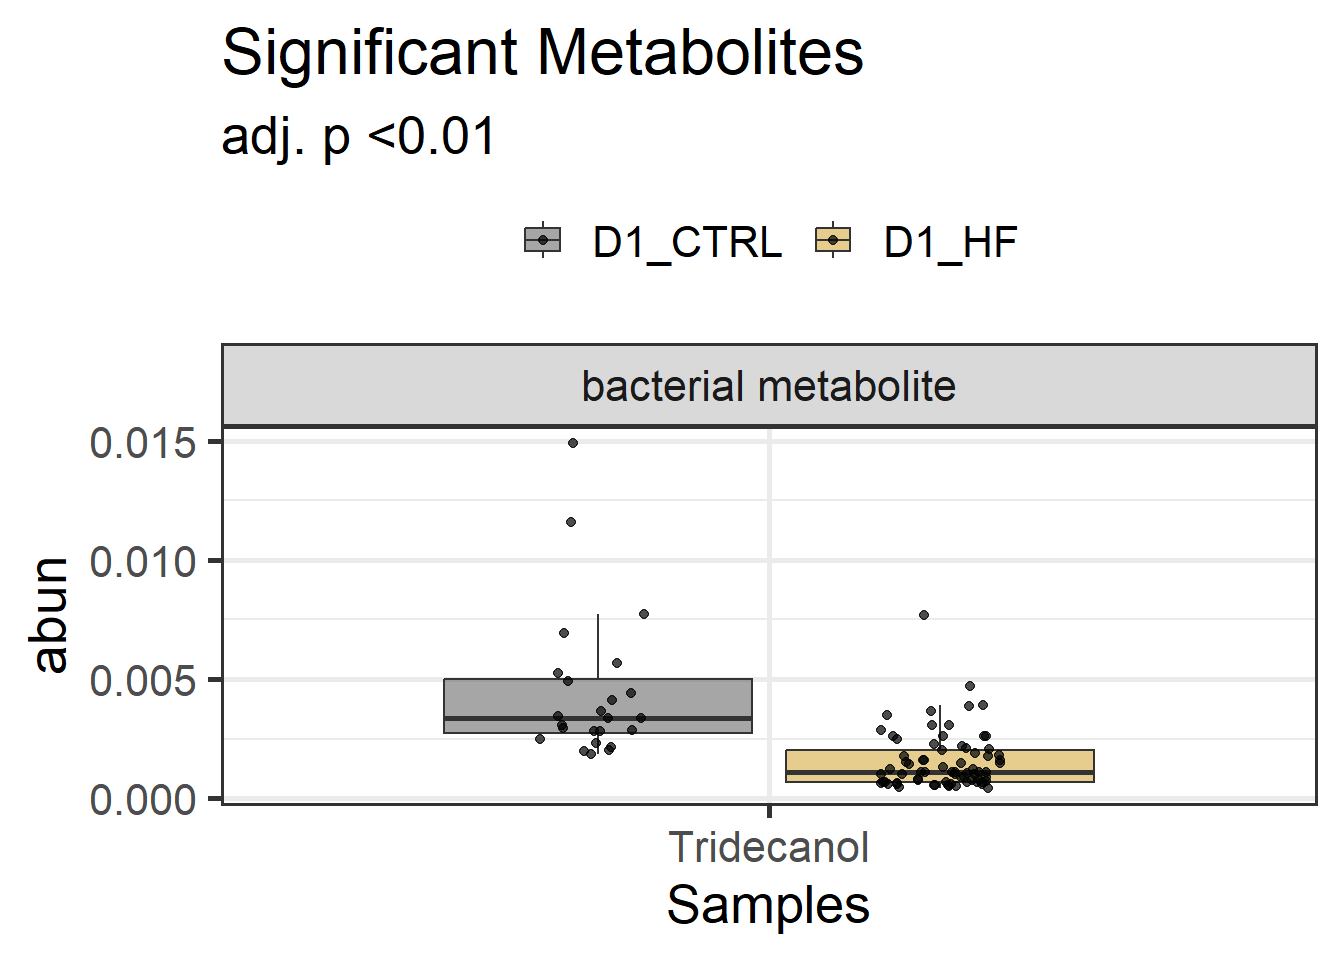 Significant Metabolites
adj. p <0.01
D1_CTRL D1_HF
bacterial metabolite
0.015
0.010
0.005
0.000
abun
Tridecanol
Samples